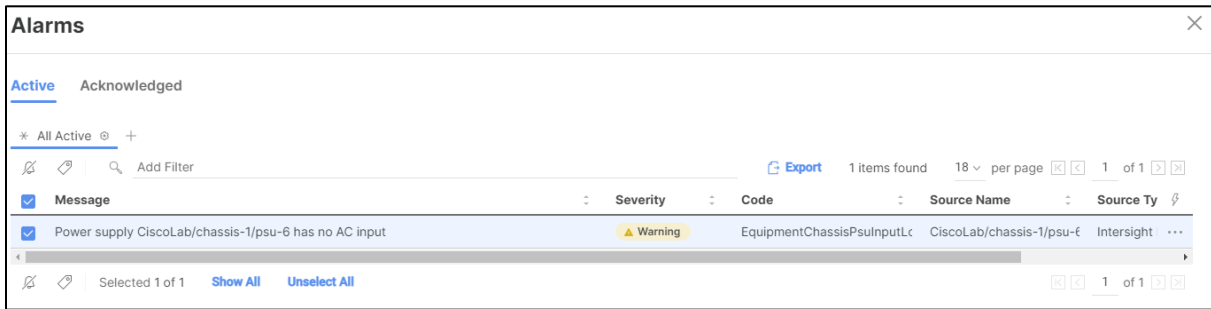 Alarms
Active Acknowledged
All Active +
Add Filter Export 1 items found 18 per page 1 of 1
Message Severity Code Source Name Source Ty
Power supply CiscoLab/chassis-1/psu-6 has no AC input Warning EquipmentChassisPsuInputLo CiscoLab/chassis-1/psu-6 Intersight ...
Selected 1 of 1 Show All Unselect All 1 of 1